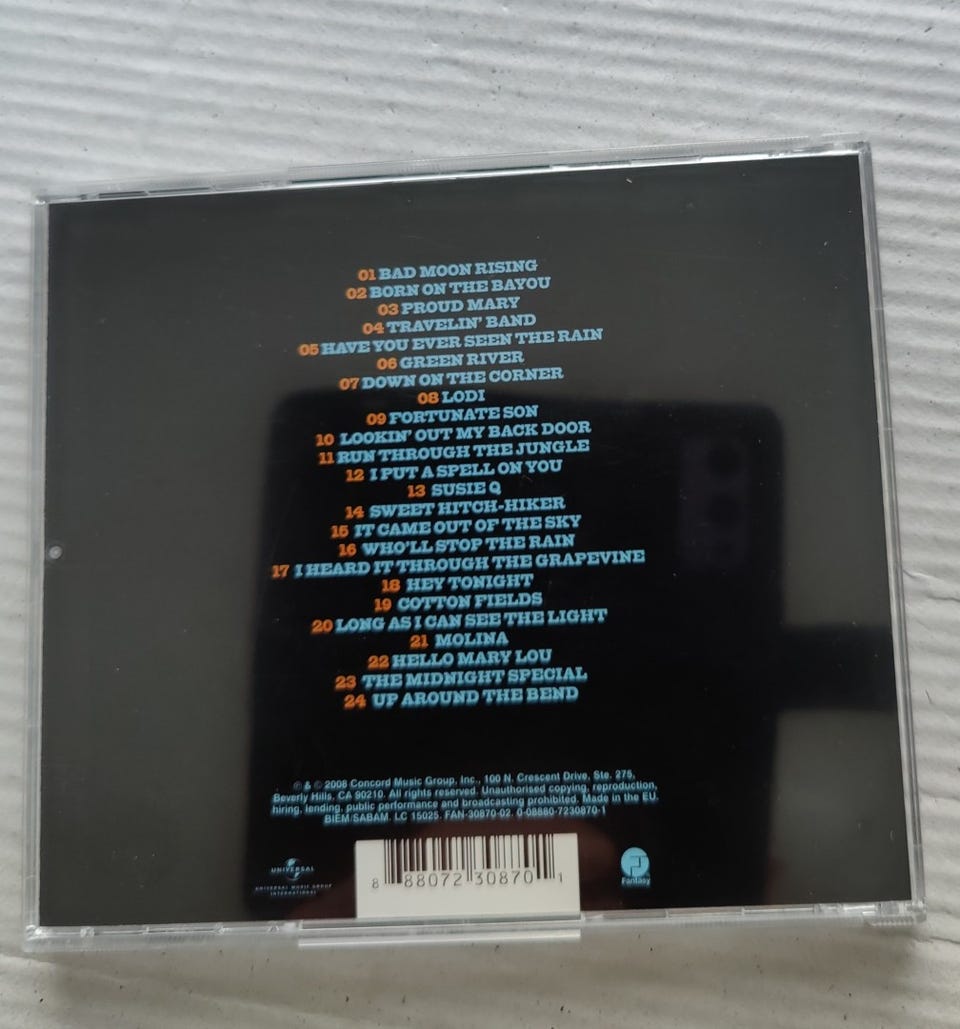 01 BAD MOON RISING
02 BORN ON THE BAYOU
03 PROUD MARY
04 TRAVELIN' BAND
05 HAVE YOU EVER SEEN THE RAIN
06 GREEN RIVER
07 DOWN ON THE CORNER
08 LODI
09 FORTUNATE SON
10 LOOKIN' OUT MY BACK DOOR
11 RUN THROUGH THE JUNGLE
12 I PUT A SPELL ON YOU
13 SUSIE Q
14 SWEET HITCH-HIKER
15 IT CAME OUT OF THE SKY
16 WHO'LL STOP THE RAIN
17 I HEARD IT THROUGH THE GRAPEVINE
18 HEY TONIGHT
19 COTTON FIELDS
20 LONG AS I CAN SEE THE LIGHT
21 MOLINA
22 HELLO MARY LOU
23 THE MIDNIGHT SPECIAL
24 UP AROUND THE BEND
℗ & © 2008 Concord Music Group, Inc., 100 N. Crescent Drive, Ste. 275,
Beverly Hills, CA 90210. All rights reserved. Unauthorised copying, reproduction,
hiring, lending, public performance and broadcasting prohibited. Made in the EU.
BIEM/SABAM. LC 15025. FAN-30870-02. 0-08880-7230870-1
UNIVERSAL
UNIVERSAL MUSIC GROUP
INTERNATIONAL
8 88072 30870 1
Fantasy